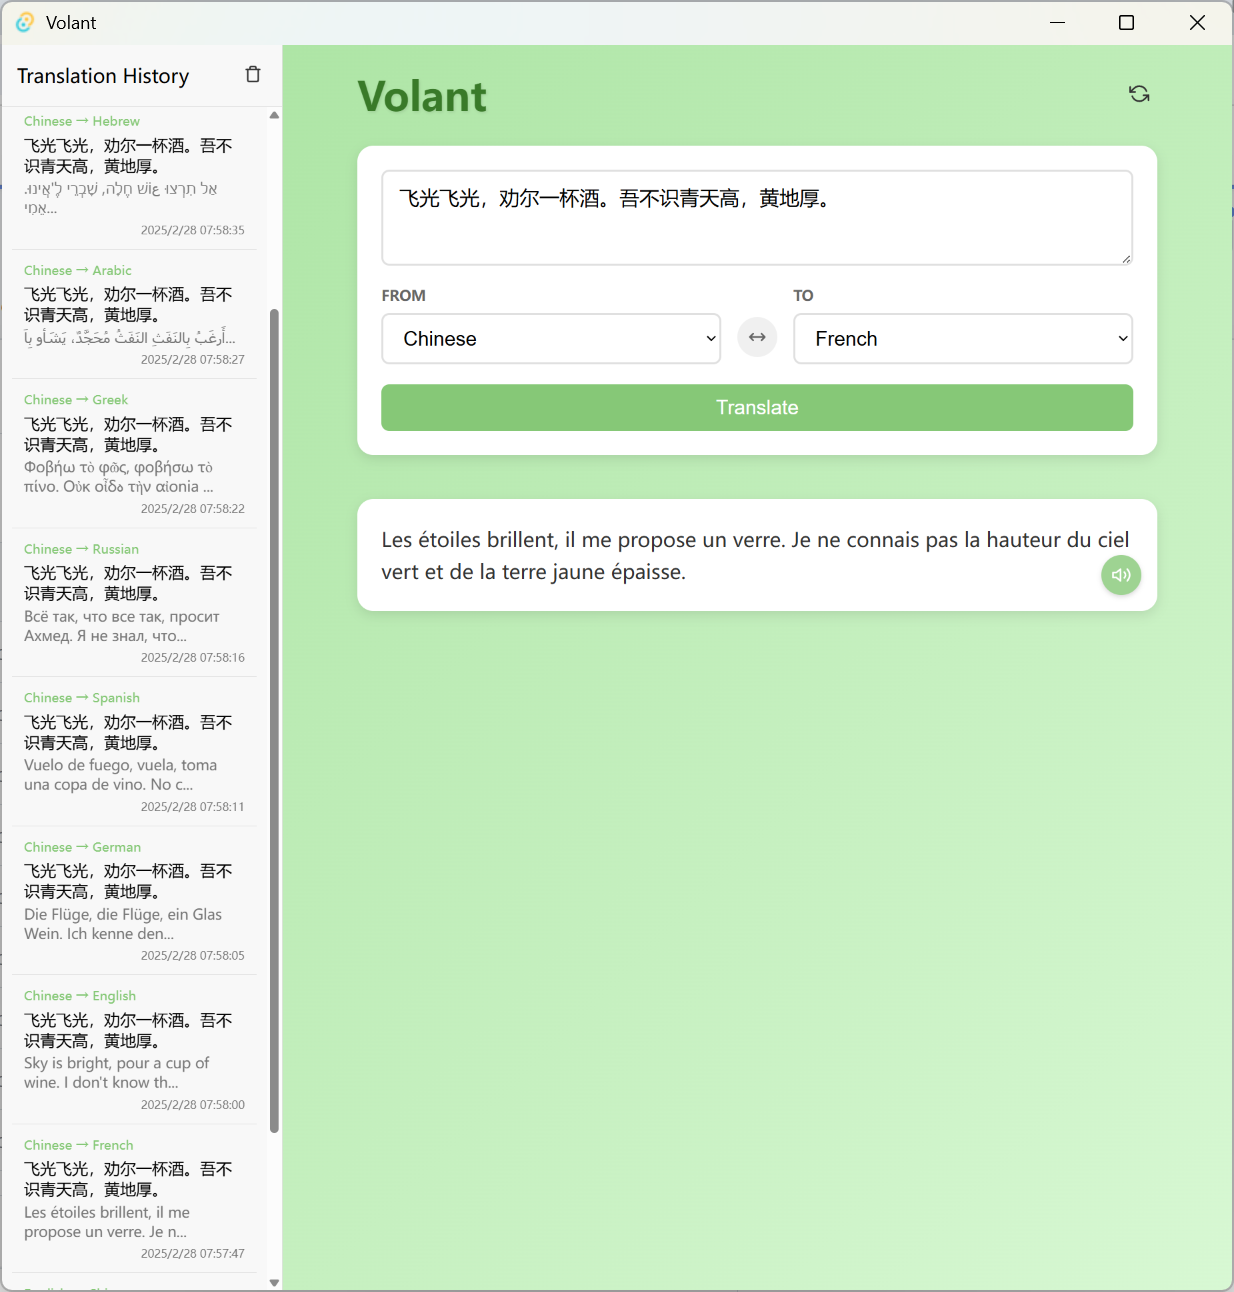 Volant
Translation History
Chinese → Hebrew
飞光飞光，劝尔一杯酒。吾不
识青天高，黄地厚。
2025/2/28 07:58:35
Chinese → Arabic
飞光飞光，劝尔一杯酒。吾不
识青天高，黄地厚。
2025/2/28 07:58:27
Chinese → Greek
飞光飞光，劝尔一杯酒。吾不
识青天高，黄地厚。
Φοβήω τὸ φῶς, φοβήσω τὸ
πίνο. Οὐκ τὴν αἰonia ...
2025/2/28 07:58:22
Chinese → Russian
飞光飞光，劝尔一杯酒。吾不
识青天高，黄地厚。
Всё так, что все так, просит
Ахмед. Я не знал, что...
2025/2/28 07:58:16
Chinese → Spanish
飞光飞光，劝尔一杯酒。吾不
识青天高，黄地厚。
Vuelo de fuego, vuela, toma
una copa de vino. No c...
2025/2/28 07:58:11
Chinese → German
飞光飞光，劝尔一杯酒。吾不
识青天高，黄地厚。
Die Flüge, die Flüge, ein Glas
Wein. Ich kenne den...
2025/2/28 07:58:05
Chinese → English
飞光飞光，劝尔一杯酒。吾不
识青天高，黄地厚。
Sky is bright, pour a cup of
wine. I don't know th...
2025/2/28 07:58:00
Chinese → French
飞光飞光，劝尔一杯酒。吾不
识青天高，黄地厚。
Les étoiles brillent, il me
propose un verre. Je n...
2025/2/28 07:57:47
Volant
飞光飞光，劝尔一杯酒。吾不识青天高，黄地厚。
FROM
TO
Chinese
French
Translate
Les étoiles brillent, il me propose un verre. Je ne connais pas la hauteur du ciel
vert et de la terre jaune épaisse.